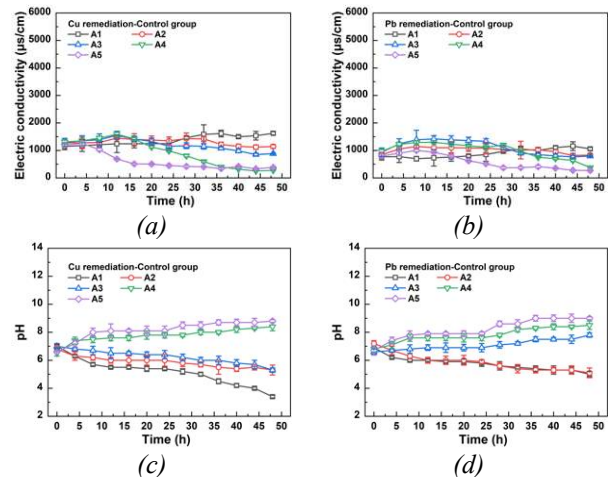 Cu remediation-Control group
A1 A2
A3 A4
A5
Electric conductivity (μs/cm)
6000
5000
4000
3000
2000
1000
0
0 5 10 15 20 25 30 35 40 45 50
Time (h)
(a)
Pb remediation-Control group
A1 A2
A3 A4
A5
Electric conductivity (μs/cm)
6000
5000
4000
3000
2000
1000
0
0 5 10 15 20 25 30 35 40 45 50
Time (h)
(b)
Cu remediation-Control group
A1 A2
A3 A4
A5
pH
14
12
10
8
6
4
2
0 5 10 15 20 25 30 35 40 45 50
Time (h)
(c)
Pb remediation-Control group
A1 A2
A3 A4
A5
pH
14
12
10
8
6
4
2
0 5 10 15 20 25 30 35 40 45 50
Time (h)
(d)